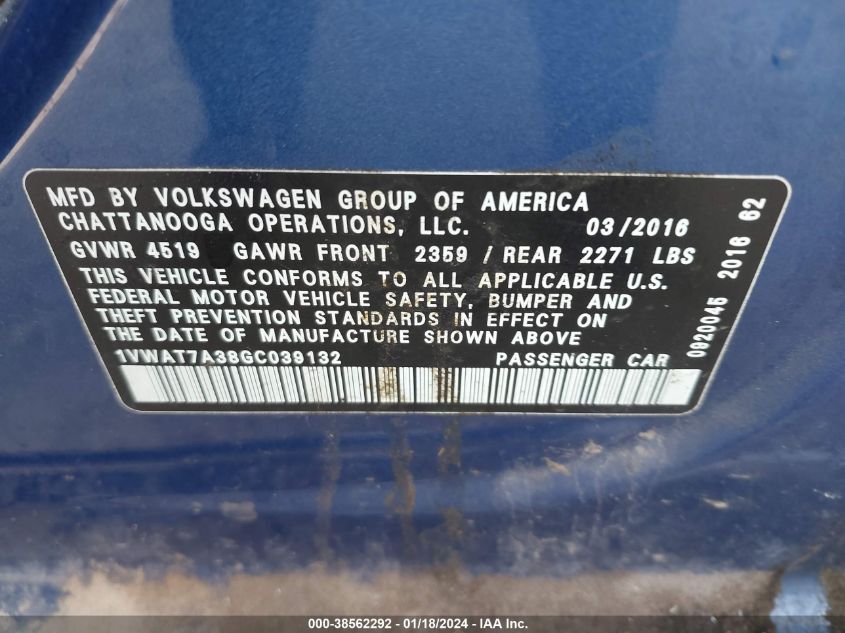 MFD BY VOLKSWAGEN GROUP OF AMERICA
CHATTANOOGA OPERATIONS, LLC. 03/2016
GVWR 4519 GAWR FRONT 2359 / REAR 2271 LBS
THIS VEHICLE CONFORMS TO ALL APPLICABLE U.S.
FEDERAL MOTOR VEHICLE SAFETY, BUMPER AND
THEFT PREVENTION STANDARDS IN EFFECT ON
THE DATE OF MANUFACTURE SHOWN ABOVE
1VWAT7A38GC039132 PASSENGER CAR
0920045 2016 62
000-38562292 - 01/18/2024 - IAA Inc.